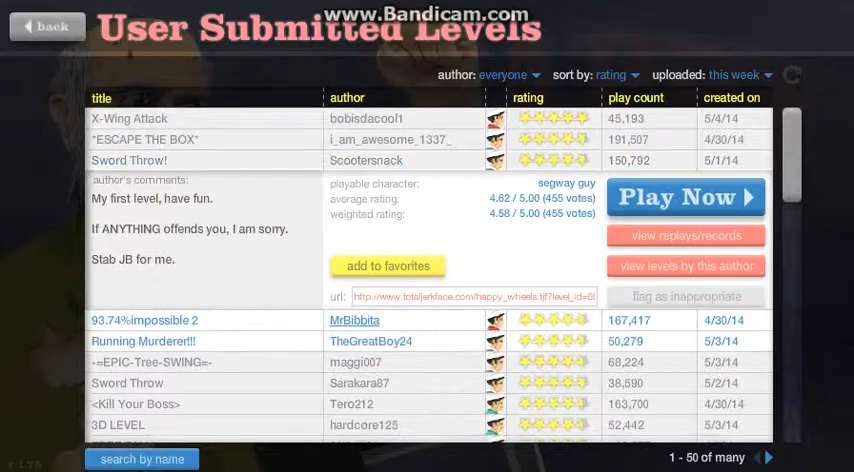 www.Bandicam.com
back
User Submitted Levels
author: everyone sort by: rating uploaded: this week
title author rating play count created on
X-Wing Attack bobisdacool1 45,193 5/4/14
*ESCAPE THE BOX* i_am_awesome_1337_ 191,507 4/30/14
Sword Throw! Scootersnack 150,792 5/1/14
author's comments:
My first level, have fun.
If ANYTHING offends you, I am sorry.
Stab JB for me.
playable character: segway guy
average rating: 4.62 / 5.00 (455 votes)
weighted rating: 4.58 / 5.00 (455 votes)
add to favorites
url: http://www.totaljerkface.com/happy_wheels.tjf?level_id=6
Play Now
view replays/records
view levels by this author
flag as inappropriate
93.74%impossible 2 MrBibbita 167,417 4/30/14
Running Murderer!!! TheGreatBoy24 50,279 5/3/14
-=EPIC-Tree-SWING=- maggi007 68,224 5/3/14
Sword Throw Sarakara87 38,590 5/2/14
<Kill Your Boss> Tero212 163,700 4/30/14
3D LEVEL hardcore125 52,442 5/3/14
search by name
1 - 50 of many